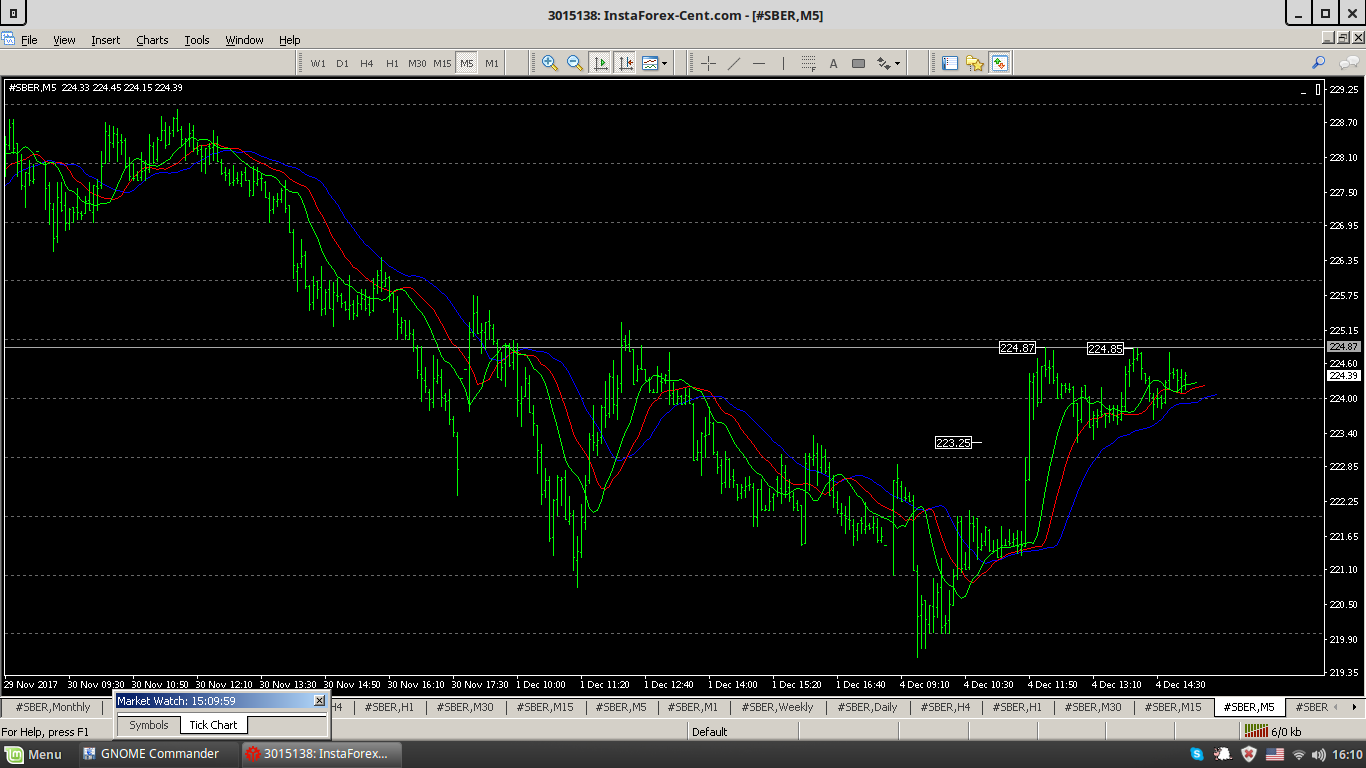 3015138: InstaForex-Cent.com - [#SBER,M5]
File View Insert Charts Tools Window Help
W1 D1 H4 H1 M30 M15 M5 M1
A
#SBER,M5 224.33 224.45 224.15 224.39
229.25
228.70
228.10
227.50
226.95
226.35
225.75
225.15
224.87
224.60
224.39
224.00
223.40
222.85
222.25
221.65
221.10
220.50
219.90
219.35
224.87
224.85
223.25
29 Nov 2017 30 Nov 09:30 30 Nov 10:50 30 Nov 12:10 30 Nov 13:30 30 Nov 14:50 30 Nov 16:10 30 Nov 17:30 1 Dec 10:00 1 Dec 11:20 1 Dec 12:40 1 Dec 14:00 1 Dec 15:20 1 Dec 16:40 4 Dec 09:10 4 Dec 10:30 4 Dec 11:50 4 Dec 13:10 4 Dec 14:30
Market Watch: 15:09:59
Symbols Tick Chart
#SBER,Monthly H4 #SBER,H1 #SBER,M30 #SBER,M15 #SBER,M5 #SBER,M1 #SBER,Weekly #SBER,Daily #SBER,H4 #SBER,H1 #SBER,M30 #SBER,M15 #SBER,M5 #SBER
For Help, press F1 Default 6/0 kb
Menu GNOME Commander 3015138: InstaForex... 16:10